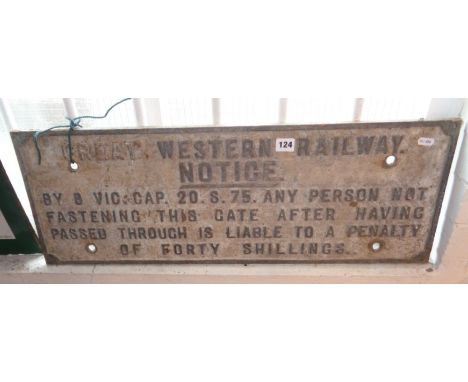 GREAT WESTERN RAILWAY.
124
NOTICE.
BY 8 VIC. CAP. 20. S. 75. ANY PERSON NOT
FASTENING THIS GATE AFTER HAVING
PASSED THROUGH IS LIABLE TO A PENALTY
OF FORTY SHILLINGS.